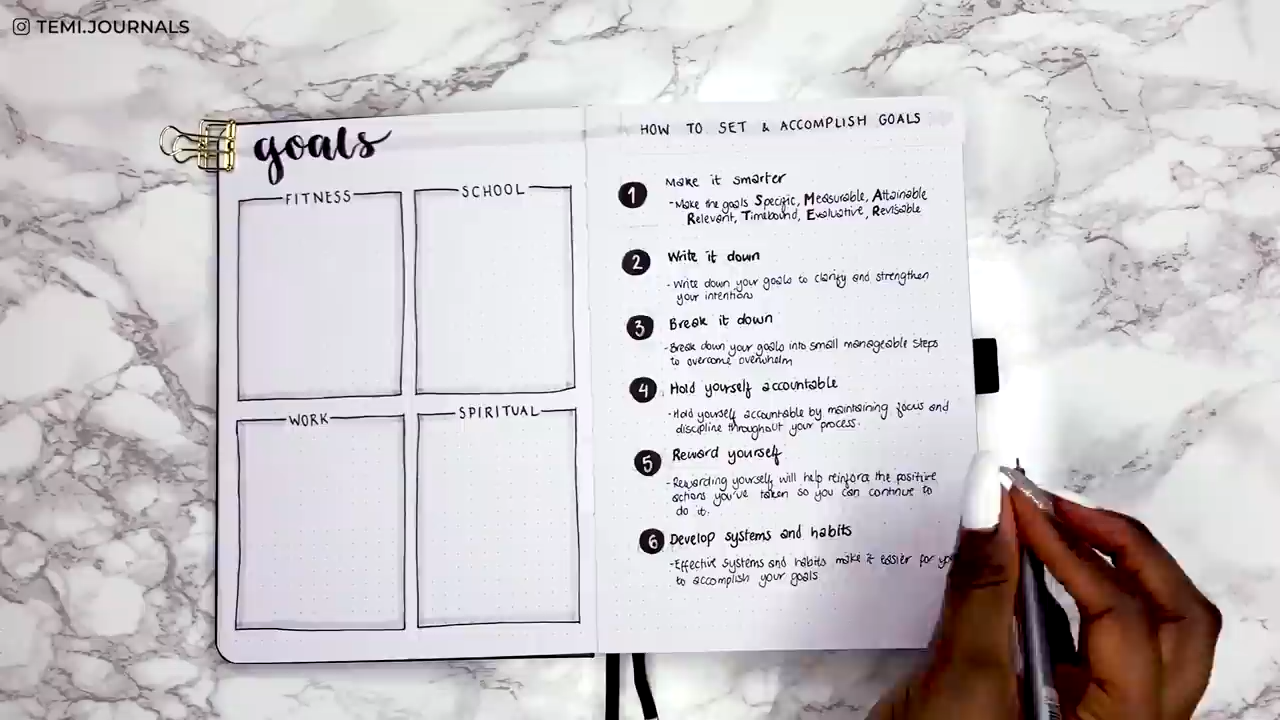 TEMI.JOURNALS
goals
FITNESS
SCHOOL
WORK
SPIRITUAL
HOW TO SET & ACCOMPLISH GOALS
1 Make it smarter
- Make the goals Specific, Measurable, Attainable
Relevant, Timebound, Evaluative, Revisable
2 Write it down
- Write down your goals to clarify and strengthen
your intentions
3 Break it down
- Break down your goals into small manageable steps
to overcome overwhelm
4 Hold yourself accountable
- Hold yourself accountable by maintaining focus and
discipline throughout your process.
5 Reward yourself
- Rewarding yourself will help reinforce the positive
actions you've taken so you can continue to
do it.
6 Develop systems and habits
- Effective systems and habits make it easier for
to accomplish your goals